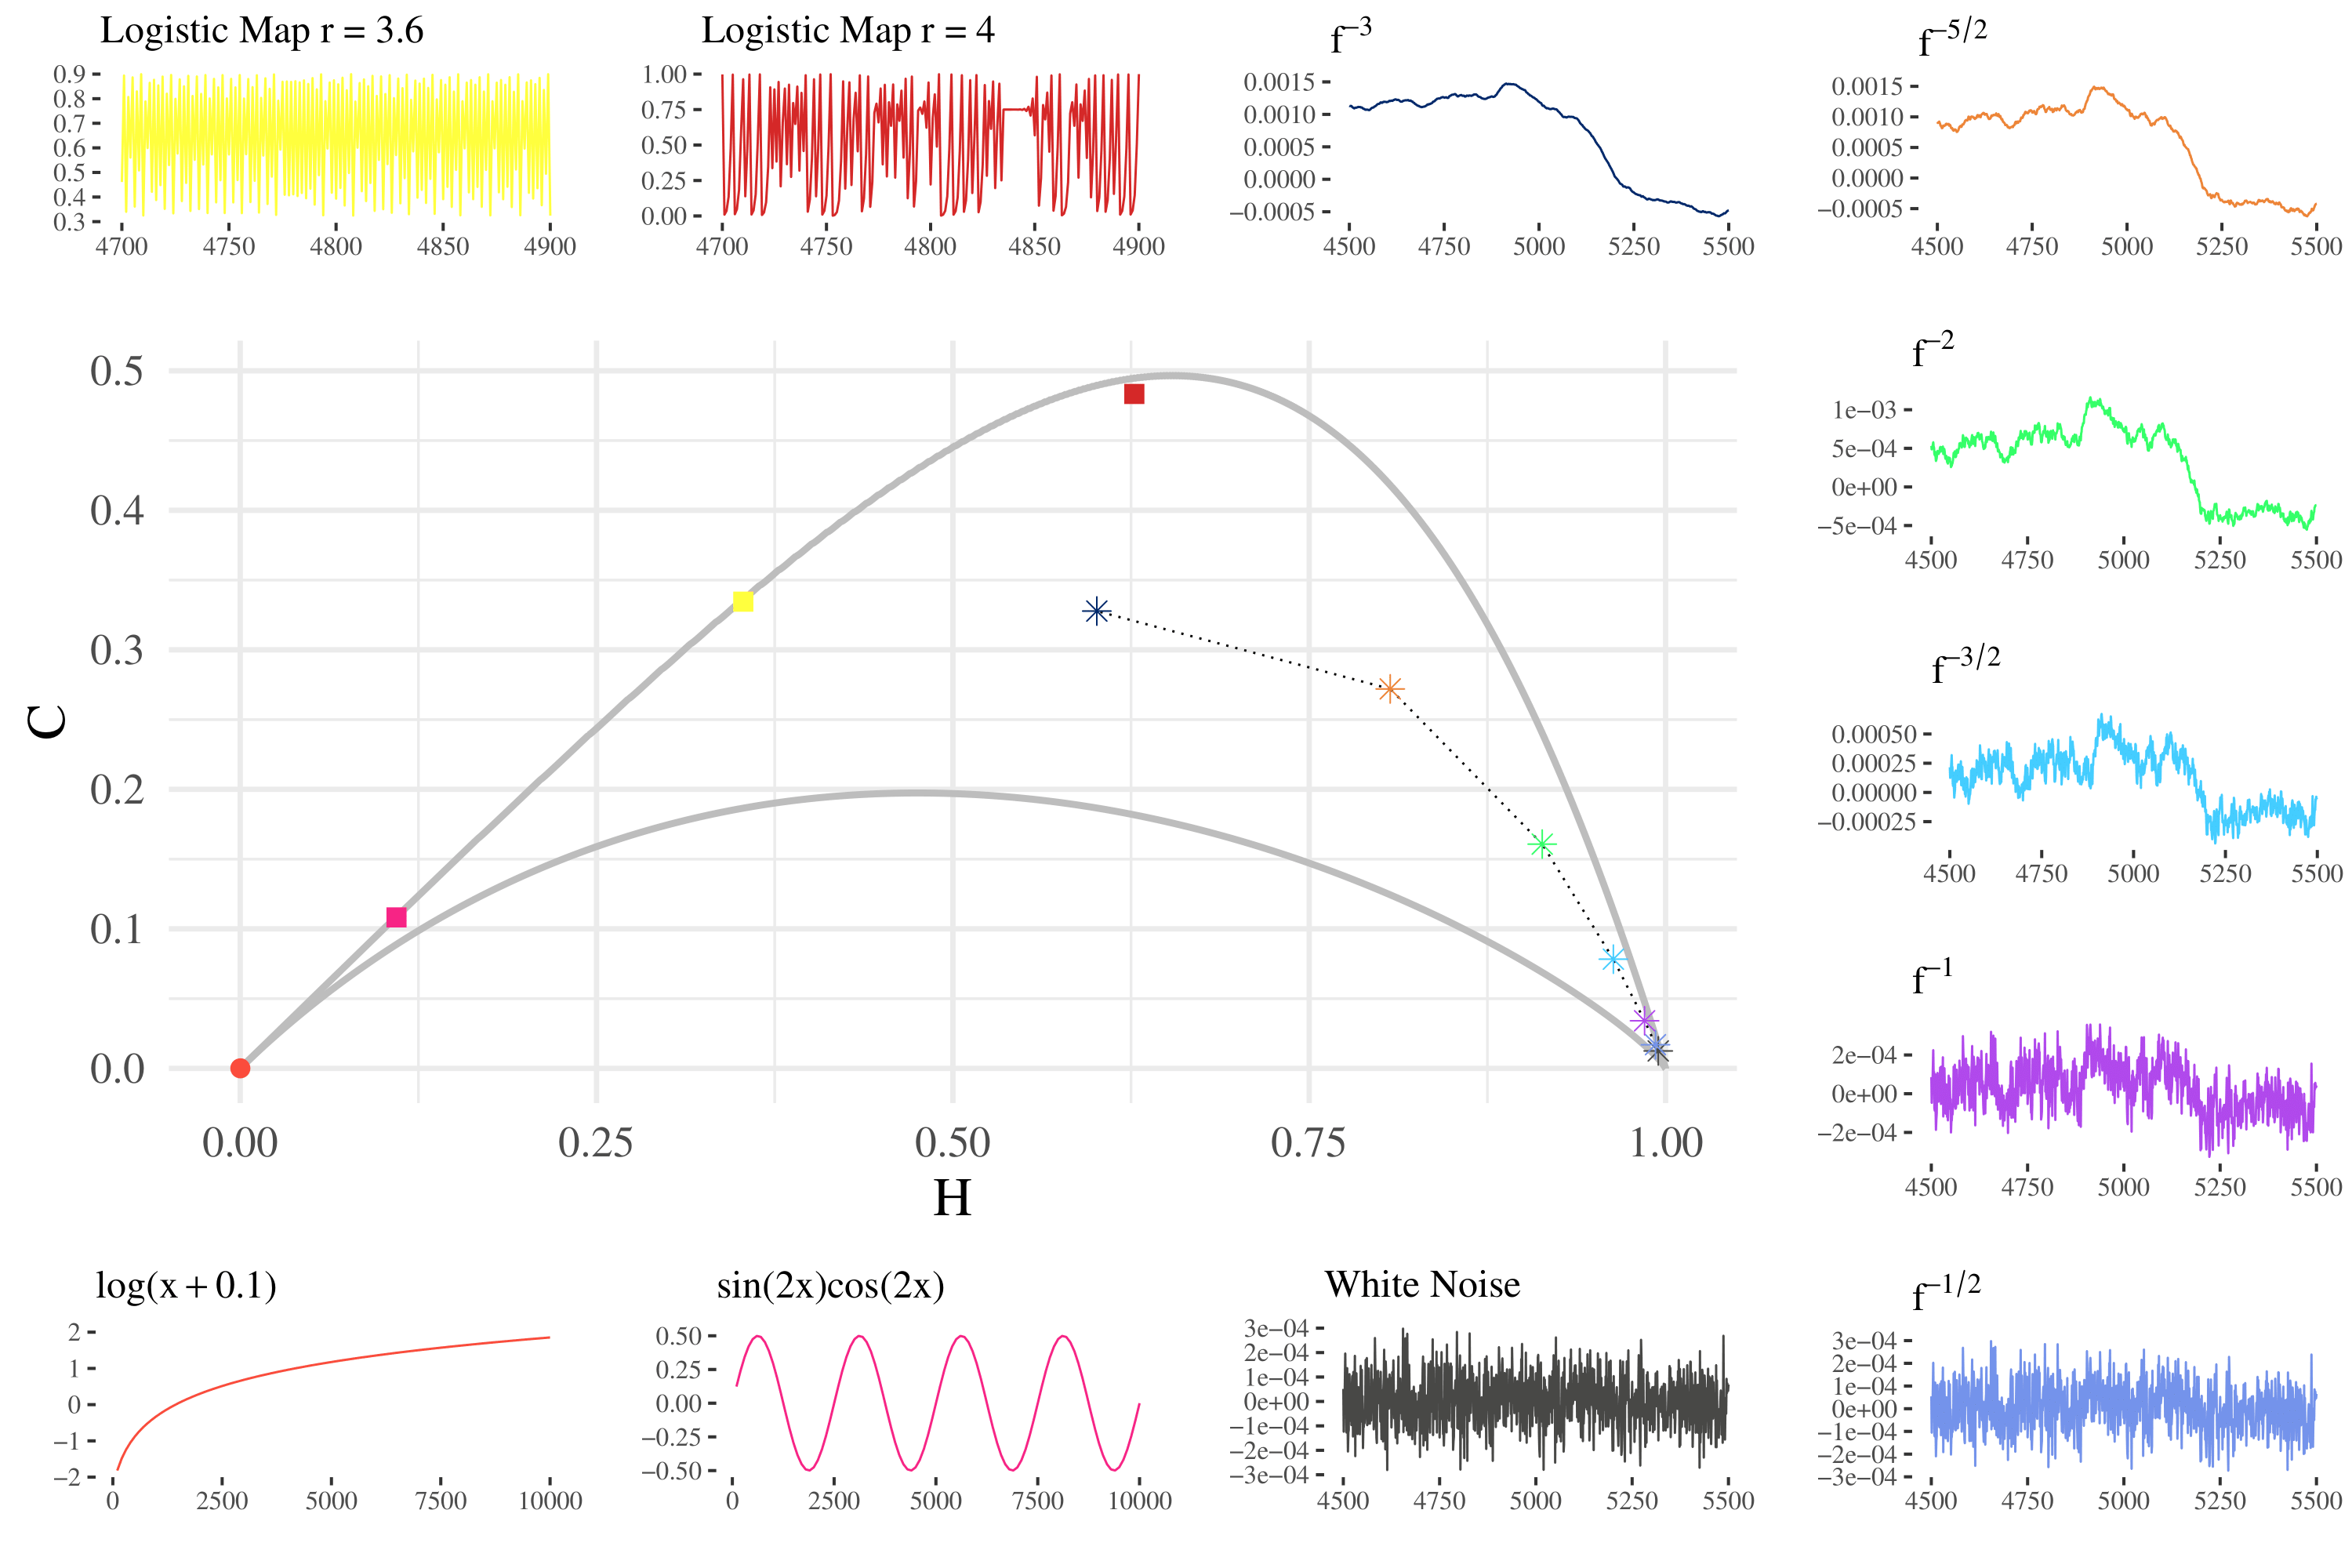 Logistic Map r = 3.6
0.9
0.8
0.7
0.6
0.5
0.4
0.3
4700 4750 4800 4850 4900
Logistic Map r = 4
1.00
0.75
0.50
0.25
0.00
4700 4750 4800 4850 4900
f⁻³
0.0015
0.0010
0.0005
0.0000
−0.0005
4500 4750 5000 5250 5500
f⁻⁵/²
0.0015
0.0010
0.0005
0.0000
−0.0005
4500 4750 5000 5250 5500
C
0.5
0.4
0.3
0.2
0.1
0.0
0.00 0.25 0.50 0.75 1.00
H
f⁻²
1e−03
5e−04
0e+00
−5e−04
4500 4750 5000 5250 5500
f⁻³/²
0.00050
0.00025
0.00000
−0.00025
4500 4750 5000 5250 5500
f⁻¹
2e−04
0e+00
−2e−04
4500 4750 5000 5250 5500
log(x + 0.1)
2
1
0
−1
−2
0 2500 5000 7500 10000
sin(2x)cos(2x)
0.50
0.25
0.00
−0.25
−0.50
0 2500 5000 7500 10000
White Noise
3e−04
2e−04
1e−04
0e+00
−1e−04
−2e−04
−3e−04
4500 4750 5000 5250 5500
f⁻¹/²
3e−04
2e−04
1e−04
0e+00
−1e−04
−2e−04
−3e−04
4500 4750 5000 5250 5500